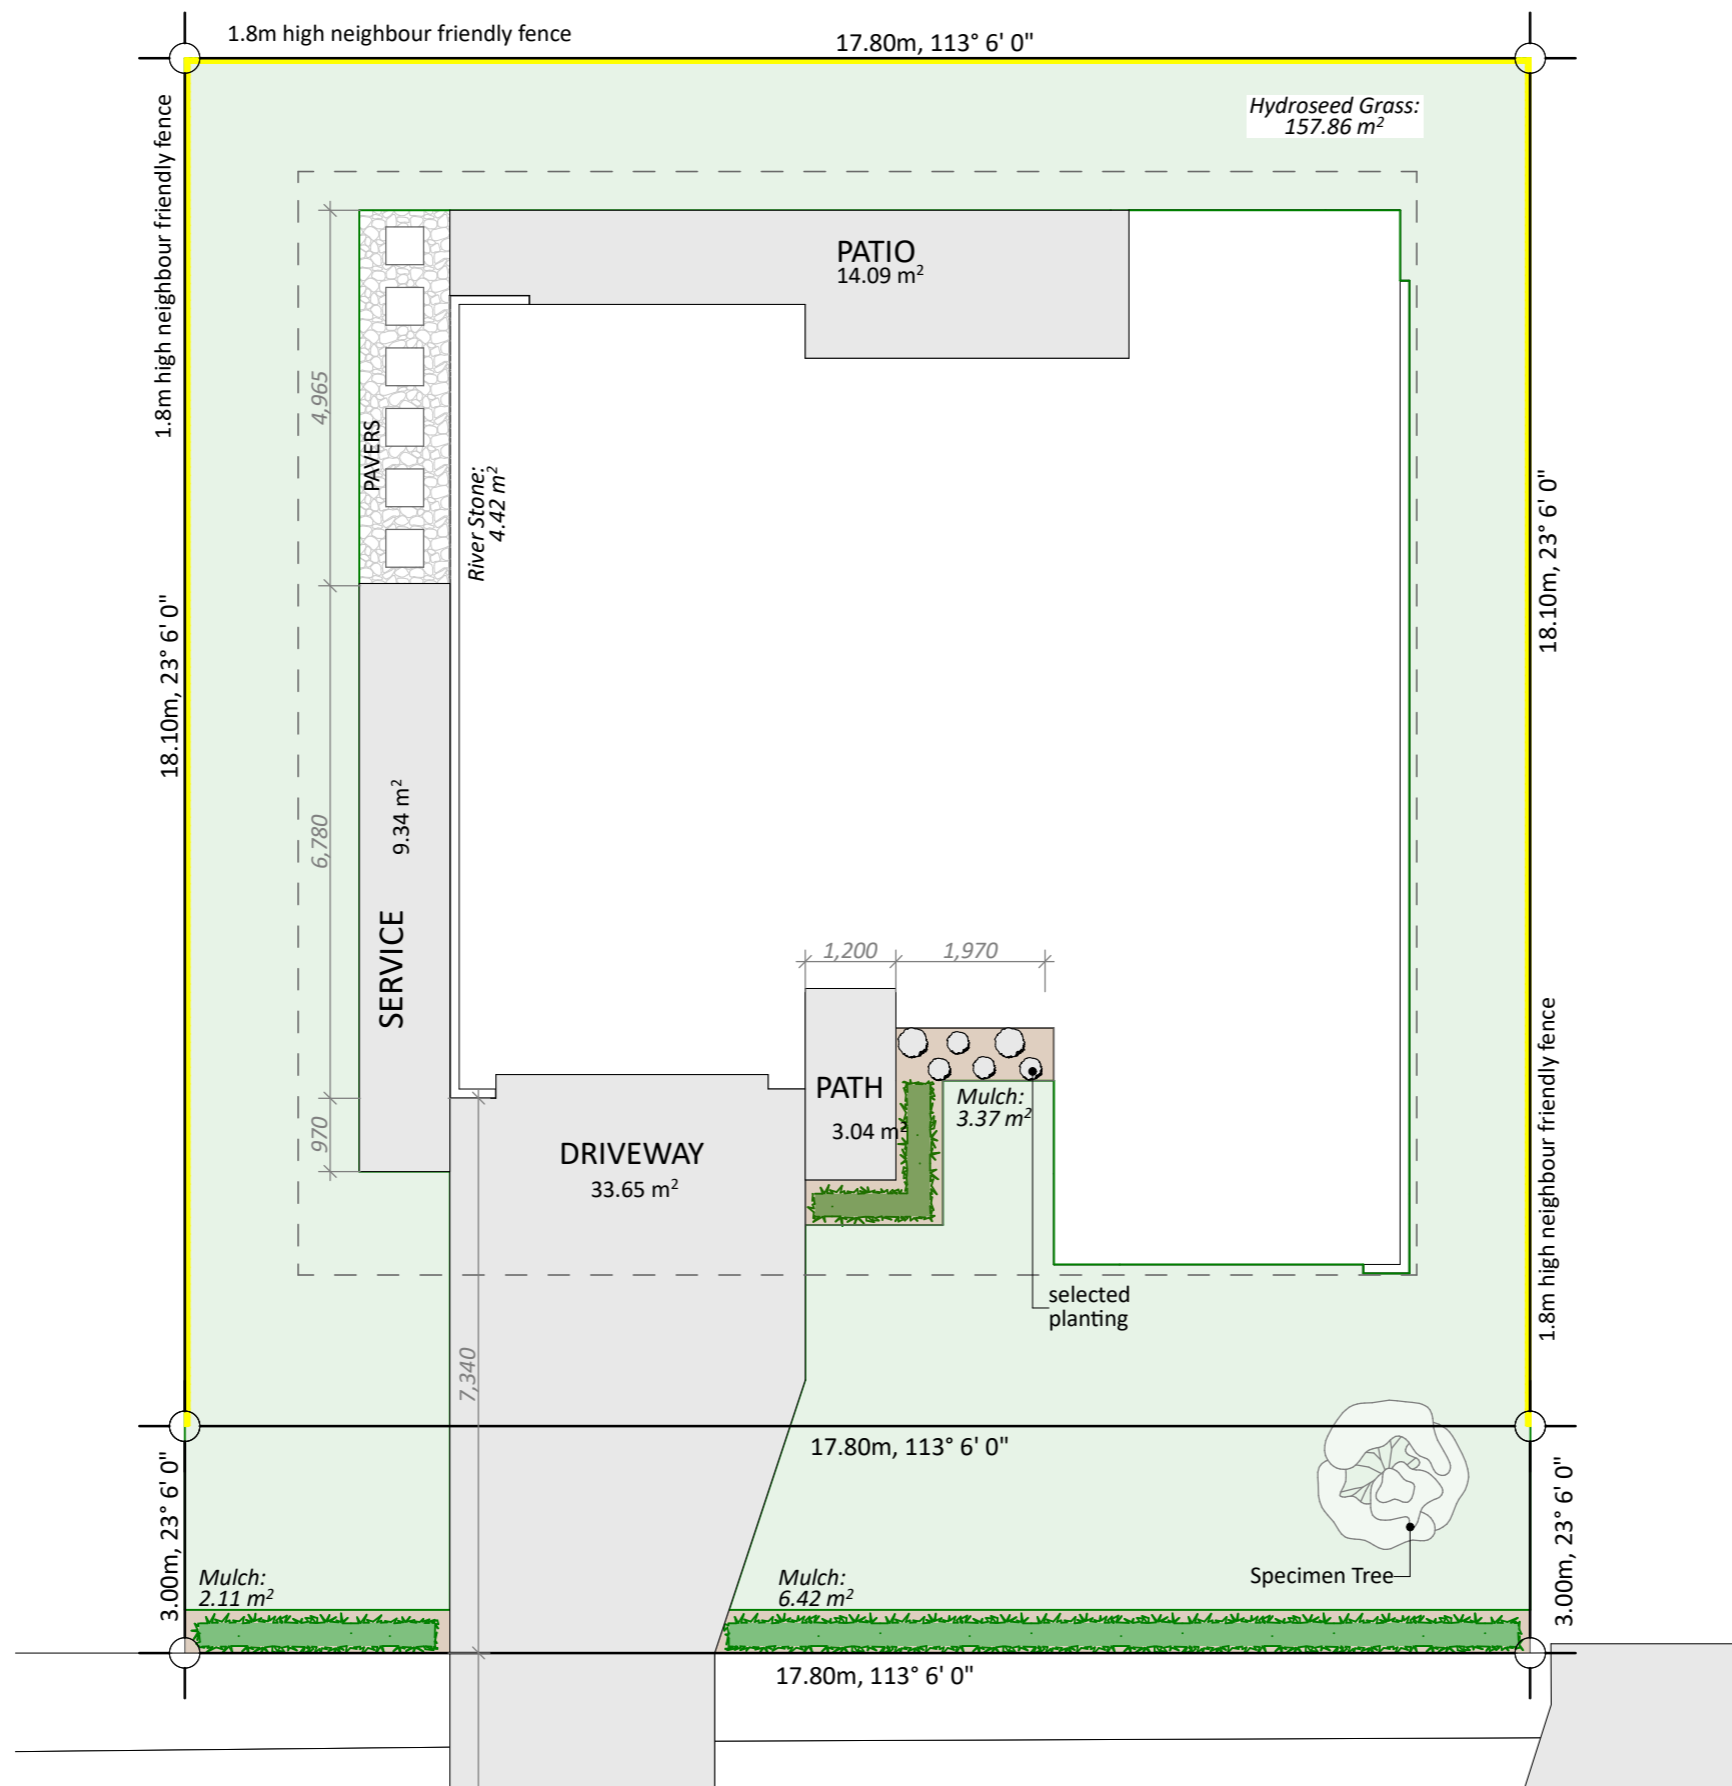 1.8m high neighbour friendly fence
17.80m, 113° 6' 0"
1.8m high neighbour friendly fence
Hydroseed Grass:
157.86 m²
PATIO
14.09 m²
4,965
PAVERS
River Stone:
4.42 m²
18.10m, 23° 6' 0"
18.10m, 23° 6' 0"
6,780
9.34 m²
SERVICE
1,200
1,970
PATH
3.04 m²
Mulch:
3.37 m²
970
DRIVEWAY
33.65 m²
1.8m high neighbour friendly fence
selected
planting
7,340
17.80m, 113° 6' 0"
3.00m, 23° 6' 0"
3.00m, 23° 6' 0"
Mulch:
2.11 m²
Mulch:
6.42 m²
Specimen Tree
17.80m, 113° 6' 0"